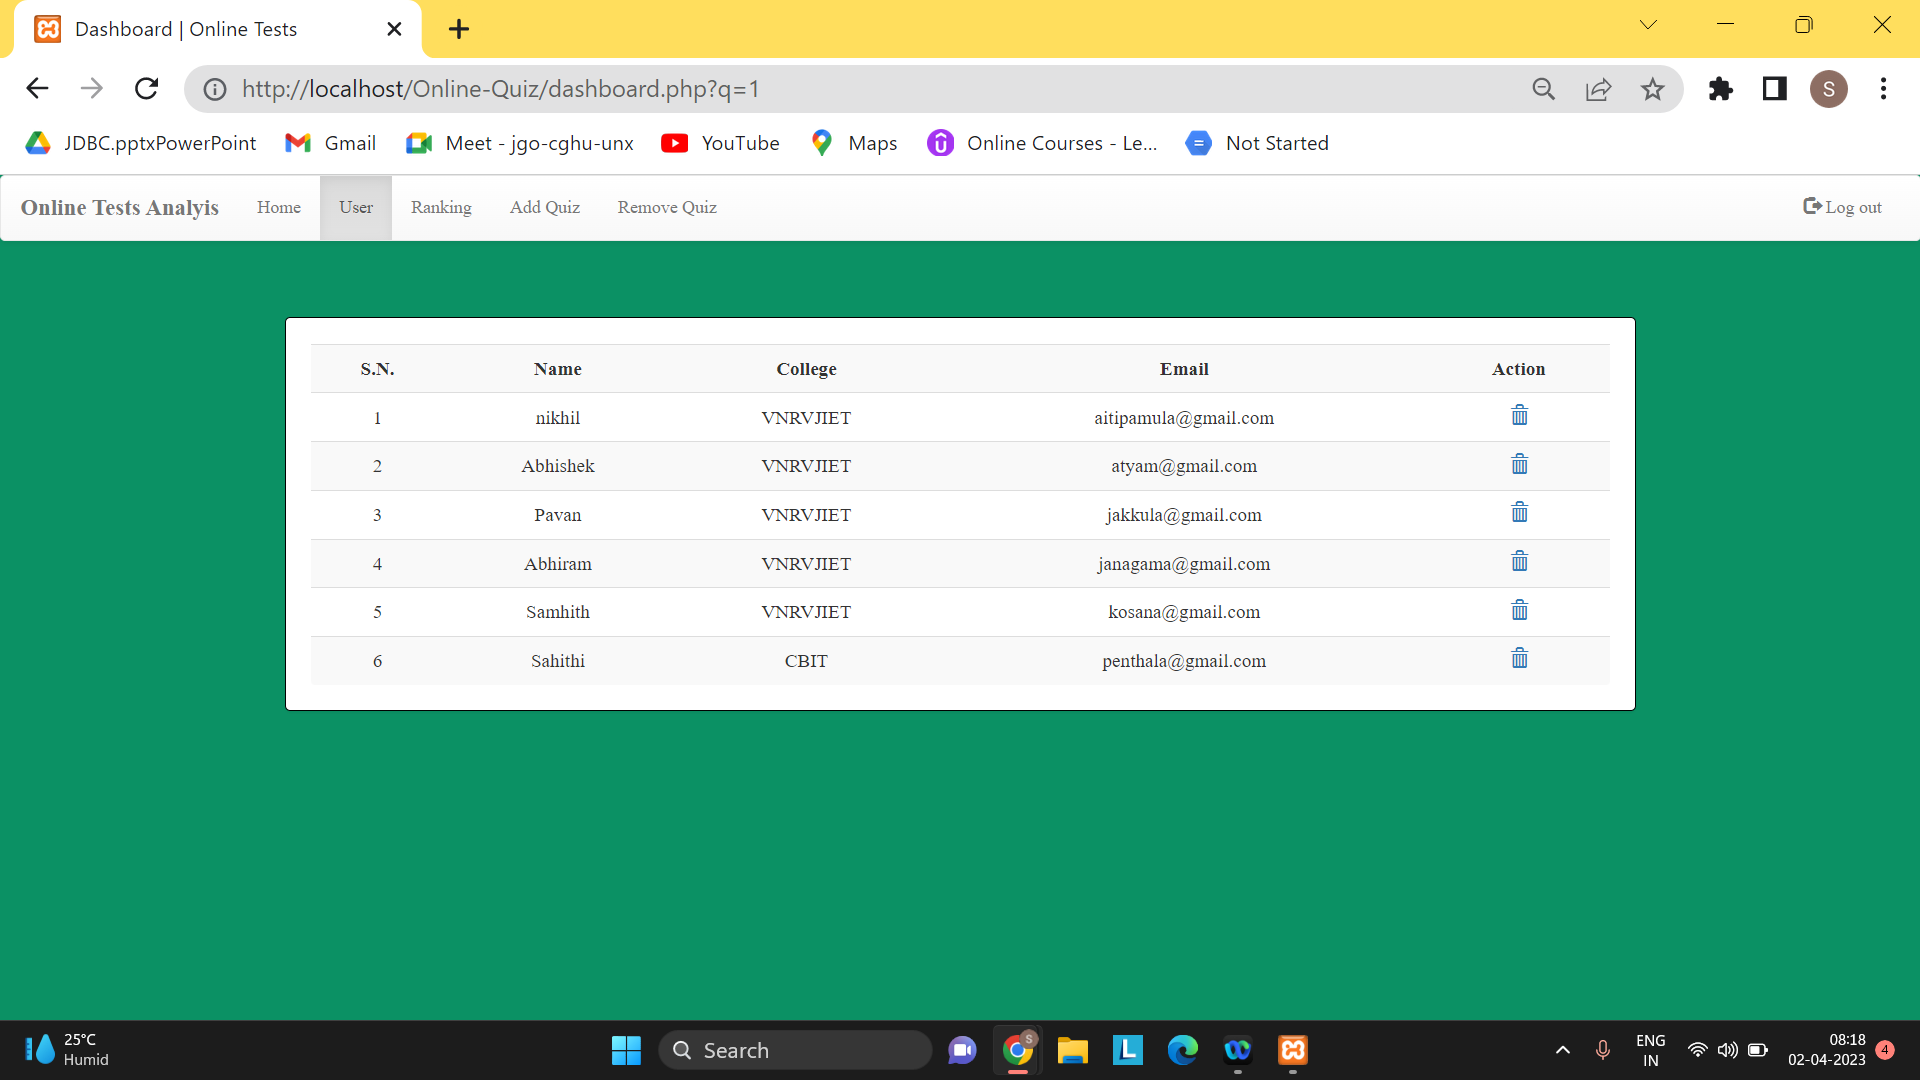 Dashboard | Online Tests
http://localhost/Online-Quiz/dashboard.php?q=1
S
JDBC.pptxPowerPoint Gmail Meet - jgo-cghu-unx YouTube Maps Online Courses - Le... Not Started
Online Tests Analyis Home User Ranking Add Quiz Remove Quiz Log out
S.N. Name College Email Action
1 nikhil VNRVJIET aitipamula@gmail.com
2 Abhishek VNRVJIET atyam@gmail.com
3 Pavan VNRVJIET jakkula@gmail.com
4 Abhiram VNRVJIET janagama@gmail.com
5 Samhith VNRVJIET kosana@gmail.com
6 Sahithi CBIT penthala@gmail.com
25°C
Humid
Search
S
L
ENG
IN
08:18
02-04-2023
4